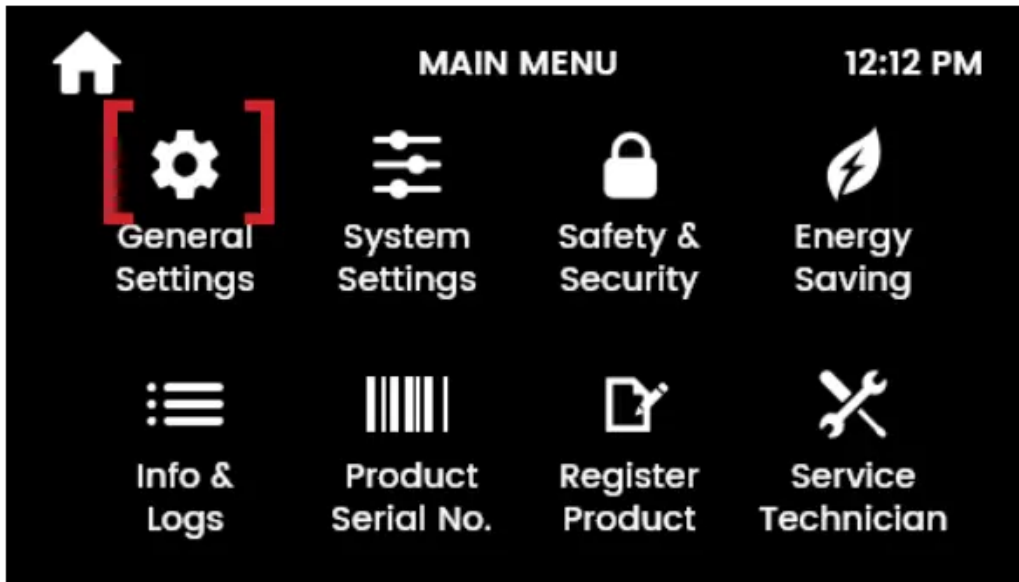 MAIN MENU 12:12 PM
General System Safety & Energy
Settings Settings Security Saving
Info & Product Register Service
Logs Serial No. Product Technician